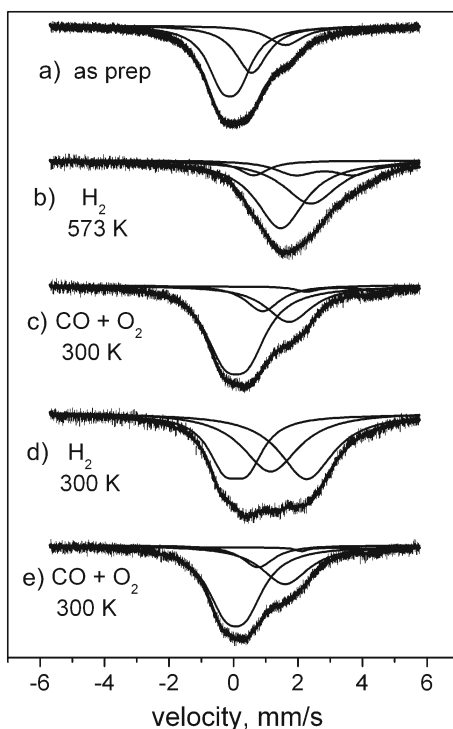 a) as prep
b) H2
573 K
c) CO + O2
300 K
d) H2
300 K
e) CO + O2
300 K
-6 -4 -2 0 2 4 6
velocity, mm/s